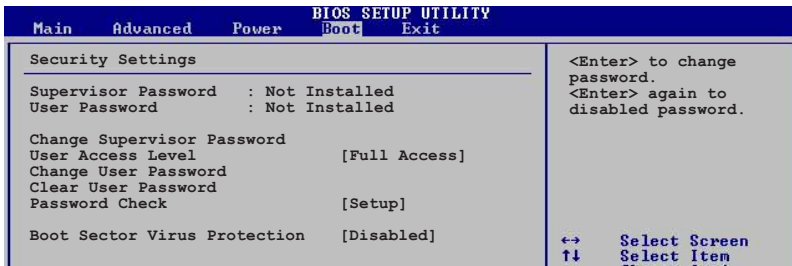 BIOS SETUP UTILITY
Main Advanced Power Boot Exit
Security Settings
Supervisor Password : Not Installed
User Password : Not Installed
Change Supervisor Password
User Access Level [Full Access]
Change User Password
Clear User Password
Password Check [Setup]
Boot Sector Virus Protection [Disabled]
<Enter> to change
password.
<Enter> again to
disabled password.
↔ Select Screen
↑↓ Select Item